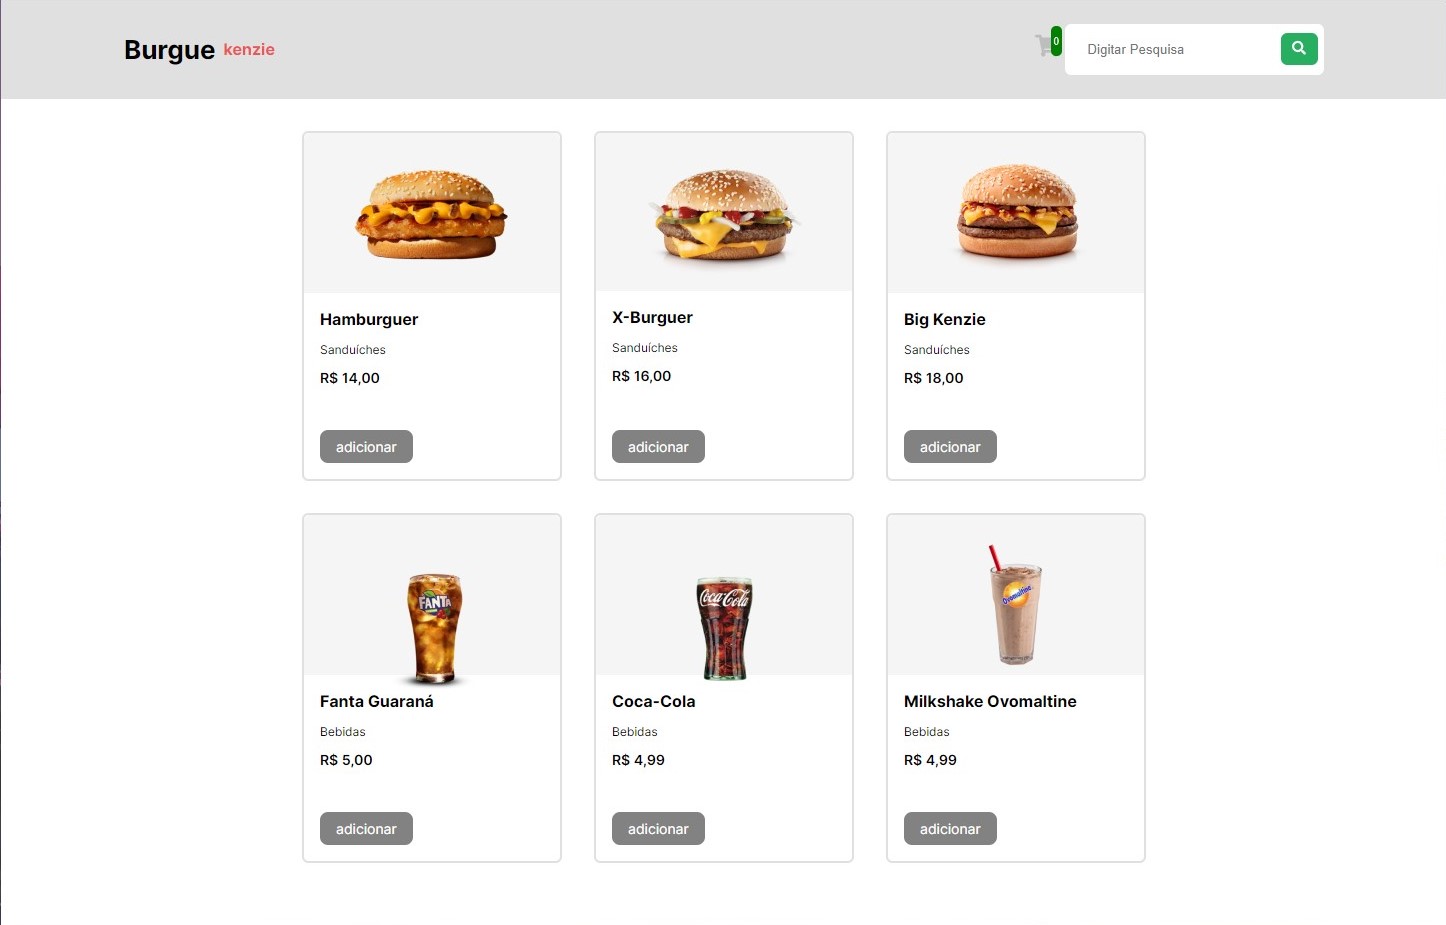 Burgue kenzie
0
Digitar Pesquisa
Hamburguer
Sanduíches
R$ 14,00
adicionar
X-Burguer
Sanduíches
R$ 16,00
adicionar
Big Kenzie
Sanduíches
R$ 18,00
adicionar
FANTA
Fanta Guaraná
Bebidas
R$ 5,00
adicionar
Coca-Cola
Coca-Cola
Bebidas
R$ 4,99
adicionar
Ovomaltine
Milkshake Ovomaltine
Bebidas
R$ 4,99
adicionar